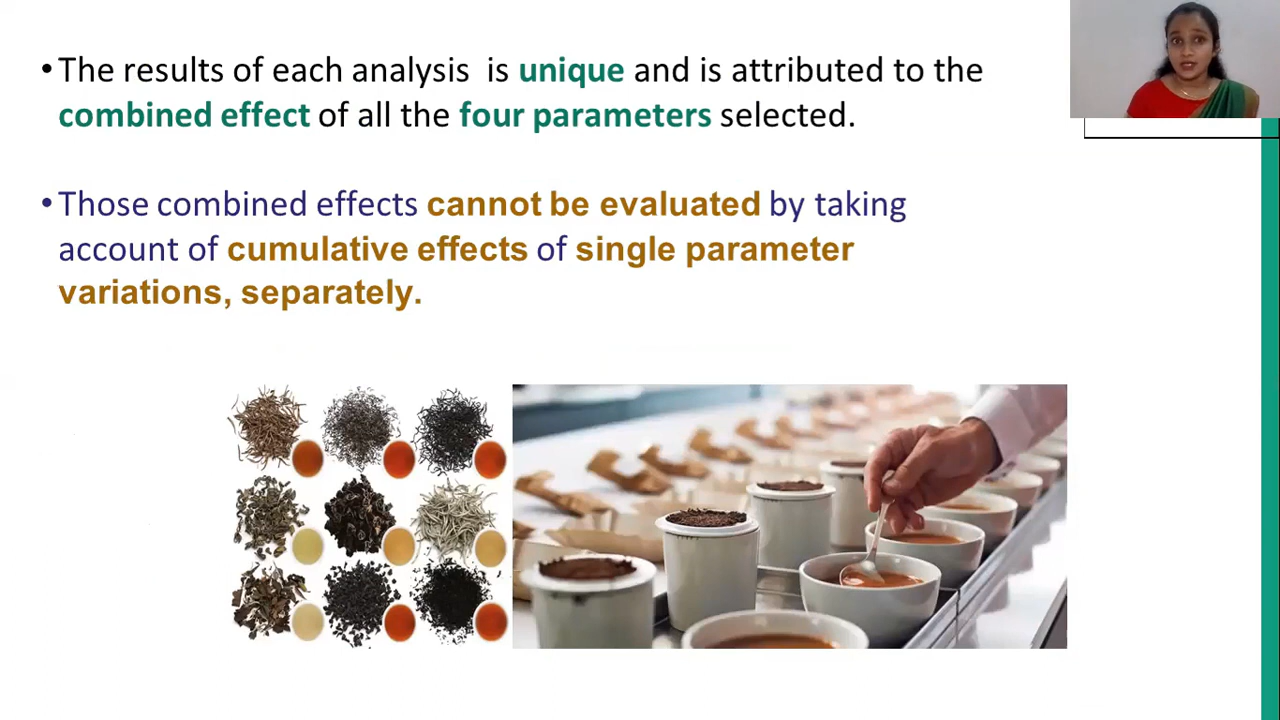 •The results of each analysis  is unique and is attributed to the
combined effect of all the four parameters selected.
•Those combined effects cannot be evaluated by taking
account of cumulative effects of single parameter
variations, separately.